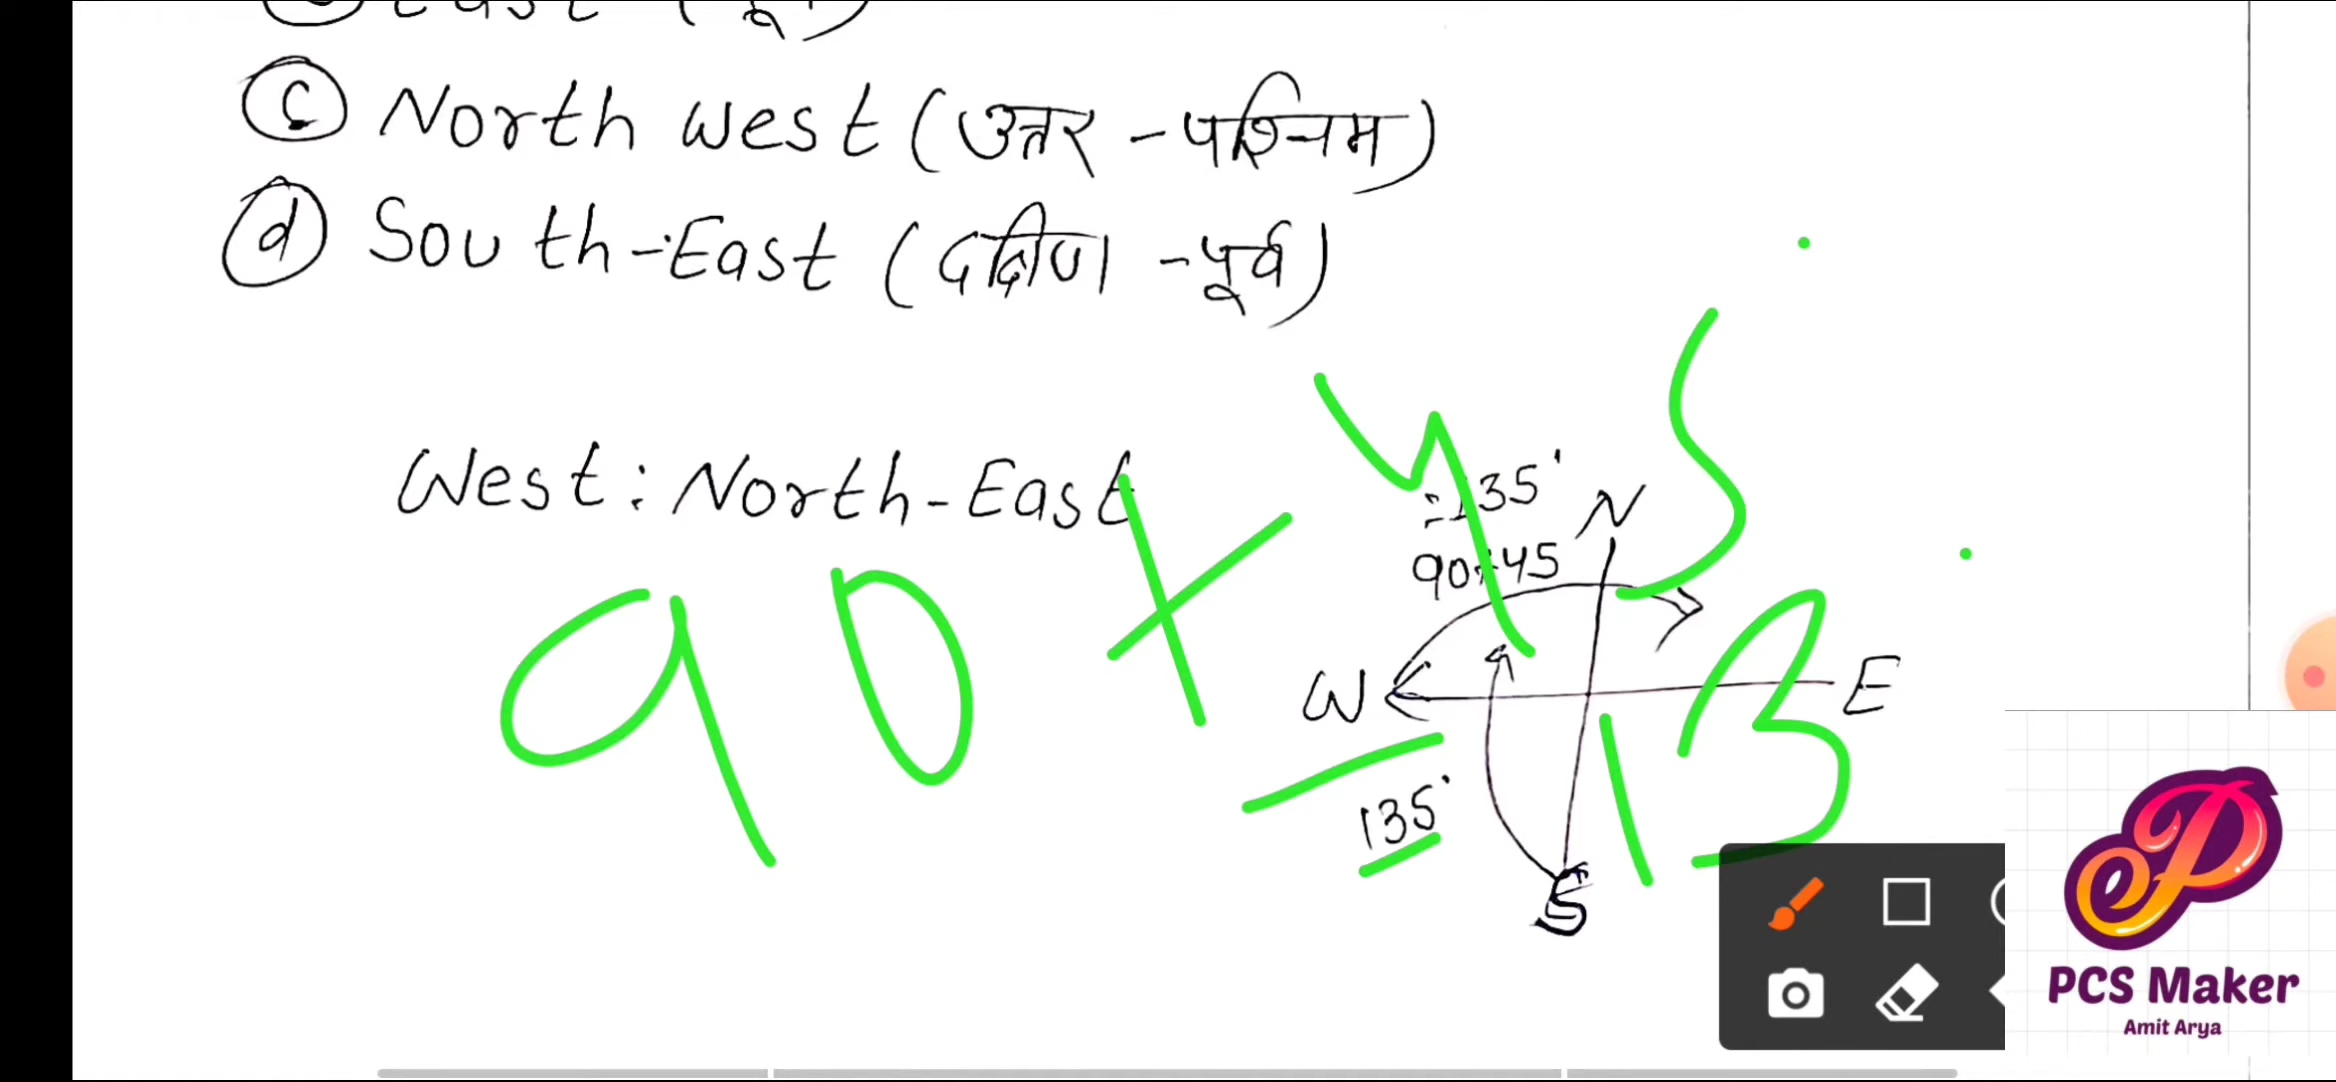 (C) North west (उत्तर - पश्चिम)
(d) South-East (दक्षिण - पूर्व)
West : North-East
=135°
N
90+45
90 + 45
W
E
135°
13
S
PCS Maker
Amit Arya